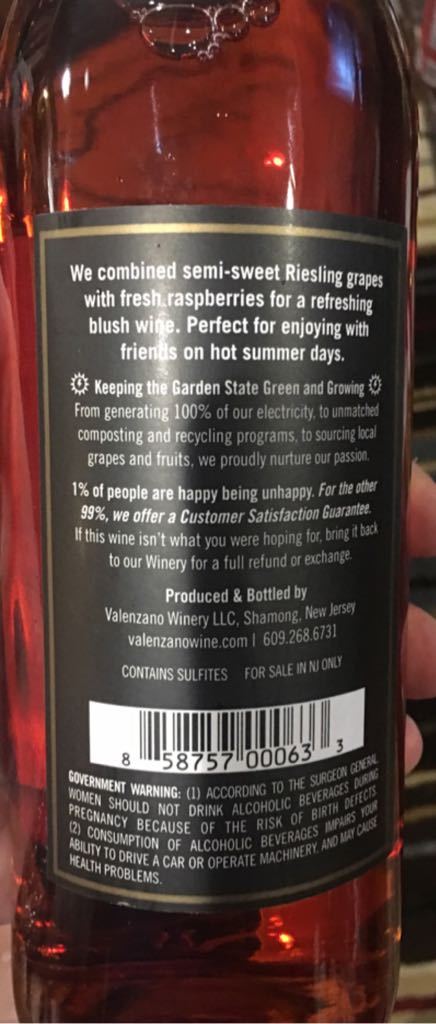 We combined semi-sweet Riesling grapes
with fresh raspberries for a refreshing
blush wine. Perfect for enjoying with
friends on hot summer days.
Keeping the Garden State Green and Growing
From generating 100% of our electricity, to unmatched
composting and recycling programs, to sourcing local
grapes and fruits, we proudly nurture our passion.
1% of people are happy being unhappy. For the other
99%, we offer a Customer Satisfaction Guarantee.
If this wine isn't what you were hoping for, bring it back
to our Winery for a full refund or exchange.
Produced & Bottled by
Valenzano Winery LLC, Shamong, New Jersey
valenzanowine.com | 609.268.6731
CONTAINS SULFITES FOR SALE IN NJ ONLY
8 58757 00063 3
GOVERNMENT WARNING: (1) ACCORDING TO THE SURGEON GENERAL,
WOMEN SHOULD NOT DRINK ALCOHOLIC BEVERAGES DURING
PREGNANCY BECAUSE OF THE RISK OF BIRTH DEFECTS.
(2) CONSUMPTION OF ALCOHOLIC BEVERAGES IMPAIRS YOUR
ABILITY TO DRIVE A CAR OR OPERATE MACHINERY, AND MAY CAUSE
HEALTH PROBLEMS.